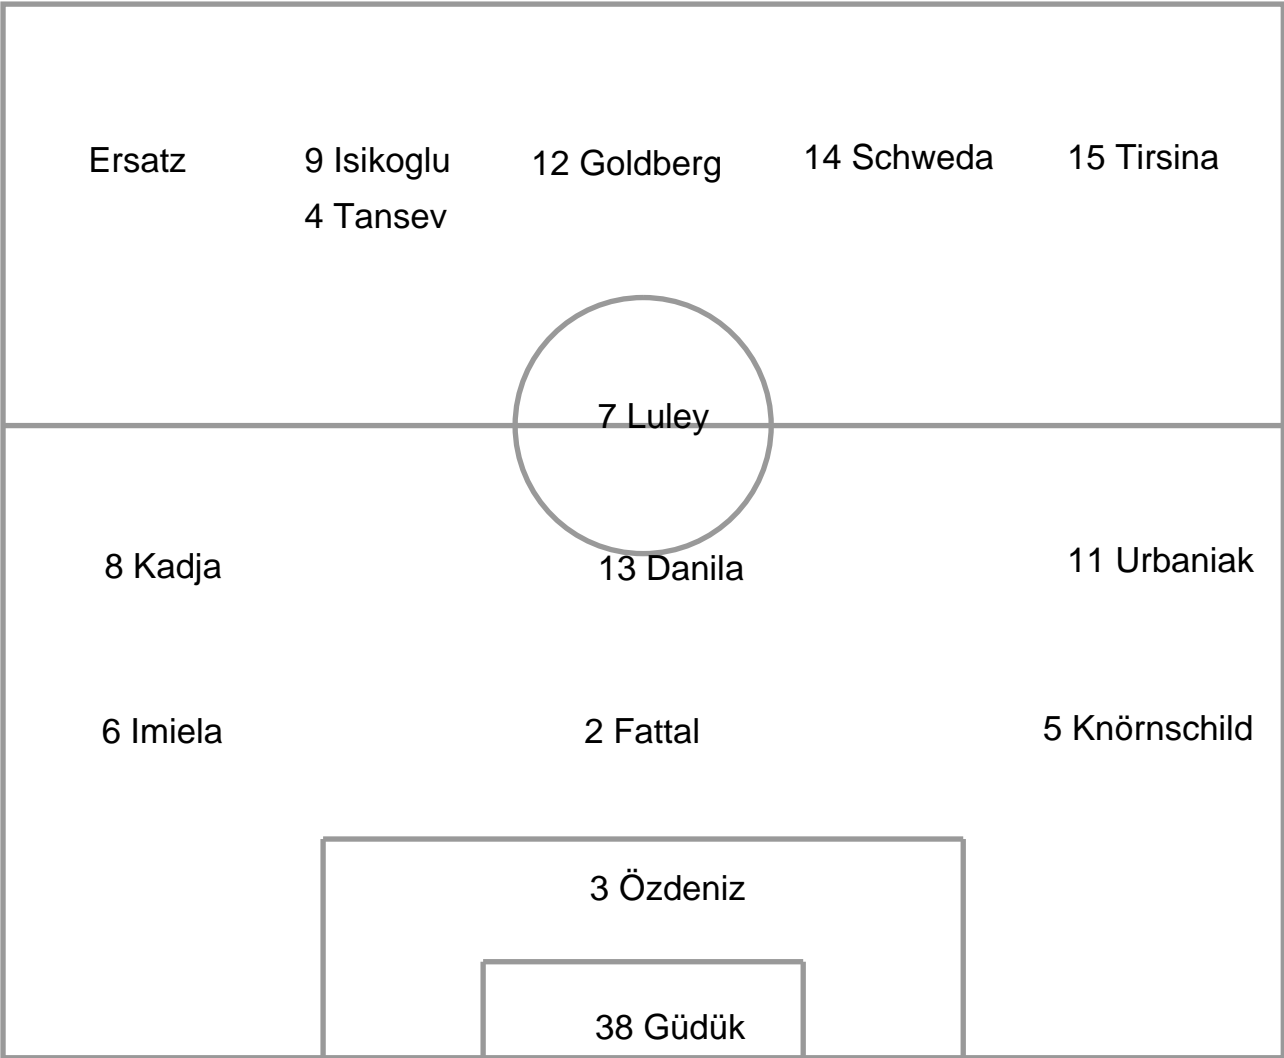 Ersatz
9 Isikoglu
12 Goldberg
14 Schweda
15 Tirsina
4 Tansev
7 Luley
8 Kadja
13 Danila
11 Urbaniak
6 Imiela
2 Fattal
5 Knörnschild
3 Özdeniz
38 Güdük